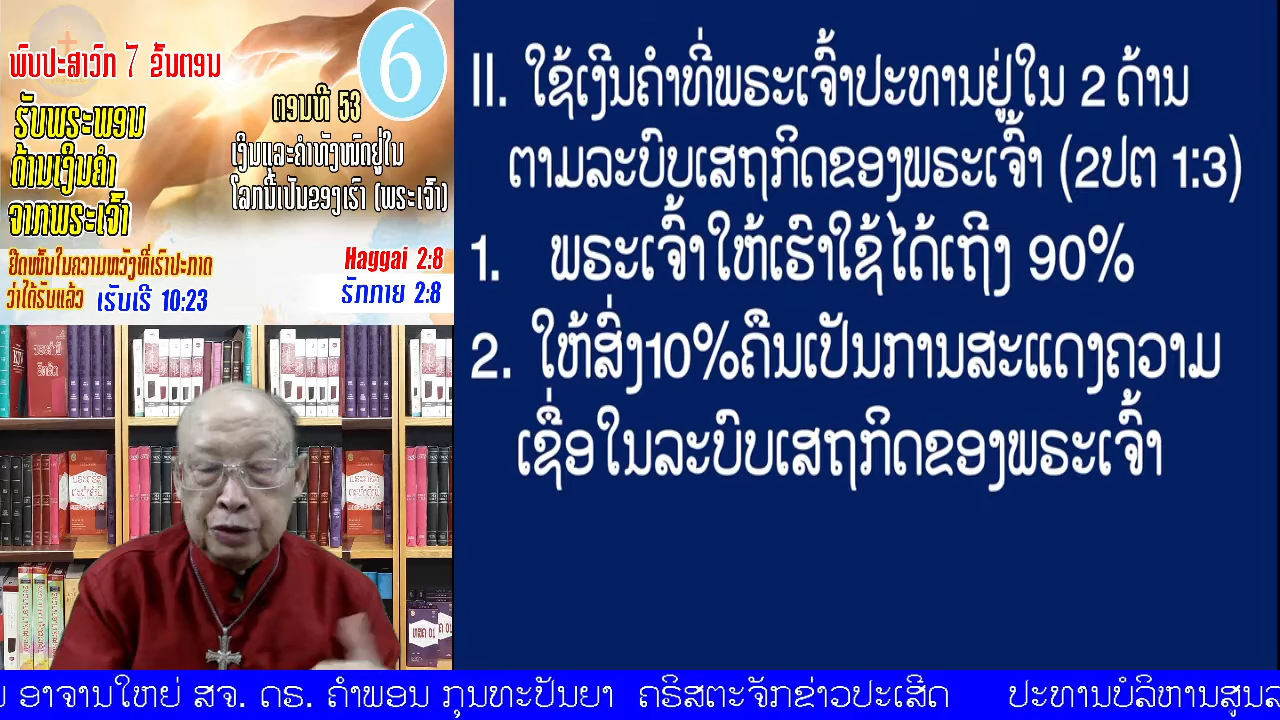 ພົບປະສາວົກ 7 ຂັ້ນຕອນ
6
ຮັບພຣະພອນ
ດ້ານເງິນຄຳ
ຈາກພຣະເຈົ້າ
ຕອນທີ 53
ເງິນແລະຄຳທັງໝົດຢູ່ໃນ
ໂລກນີ້ເປັນຂອງເຮົາ (ພຣະເຈົ້າ)
ຢຶດໝັ້ນໃນຄວາມຫວັງທີ່ເຮົາປະກາດ
ວ່າໄດ້ຮັບແລ້ວ ເຮັບເຣີ 10:23
Haggai 2:8
ຮັກກາຍ 2:8
II. ໃຊ້ເງິນຄຳທີ່ພຣະເຈົ້າປະທານຢູ່ໃນ 2 ດ້ານ
ຕາມລະບົບເສຖກິດຂອງພຣະເຈົ້າ (2ປຕ 1:3)
1. ພຣະເຈົ້າໃຫ້ເຮົາໃຊ້ໄດ້ເຖິງ 90%
2. ໃຫ້ສົ່ງ10%ຄືນເປັນການສະແດງຄວາມ
ເຊື່ອໃນລະບົບເສຖກິດຂອງພຣະເຈົ້າ
ອາຈານໃຫຍ່ ສຈ. ດຣ. ຄຳພອນ ກຸນທະປັນຍາ ຄຣິສຕະຈັກຂ່າວປະເສີດ ປະທານບໍລິຫານສູນ